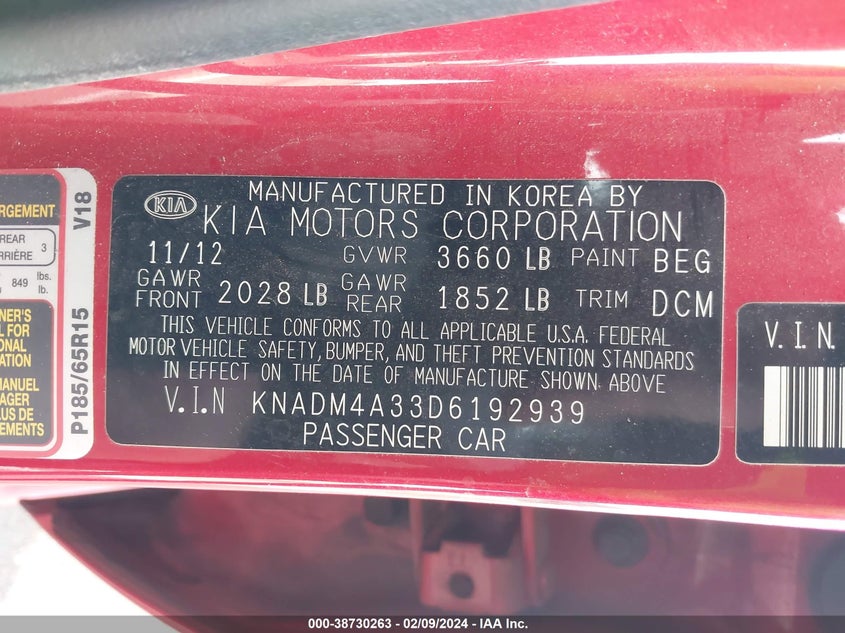 RGEMENT
REAR
RRIÈRE 3
849 lbs.
lb.
NER'S
L FOR
ONAL
TION
MANUEL
AGER
LUS DE
TIONS
V18
P185/65R15
KIA
MANUFACTURED IN KOREA BY
KIA MOTORS CORPORATION
11/12 GVWR 3660 LB PAINT BEG
GAWR FRONT 2028 LB GAWR REAR 1852 LB TRIM DCM
THIS VEHICLE CONFORMS TO ALL APPLICABLE U.S.A. FEDERAL
MOTOR VEHICLE SAFETY, BUMPER, AND THEFT PREVENTION STANDARDS
IN EFFECT ON THE DATE OF MANUFACTURE SHOWN ABOVE
V.I.N KNADM4A33D6192939
PASSENGER CAR
V.I.N.
000-38730263 - 02/09/2024 - IAA Inc.